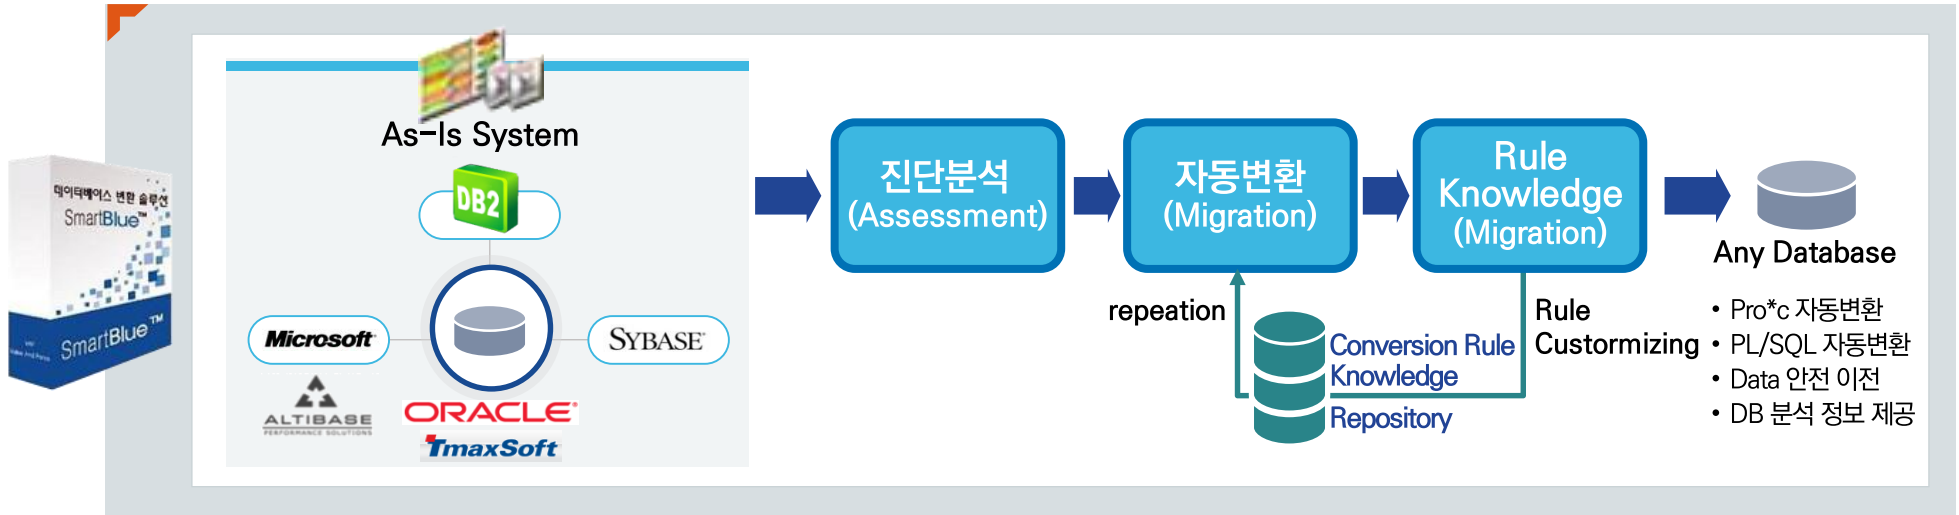 As-Is System
DB2
Microsoft
SYBASE
ALTIBASE
PERFORMANCE SOLUTIONS
ORACLE
TmaxSoft
데이터베이스 변환 솔루션
SmartBlue™
SmartBlue™
진단분석
(Assessment)
자동변환
(Migration)
Rule
Knowledge
(Migration)
repeation
Conversion Rule
Knowledge
Repository
Rule
Custormizing
Any Database
• Pro*c 자동변환
• PL/SQL 자동변환
• Data 안전 이전
• DB 분석 정보 제공